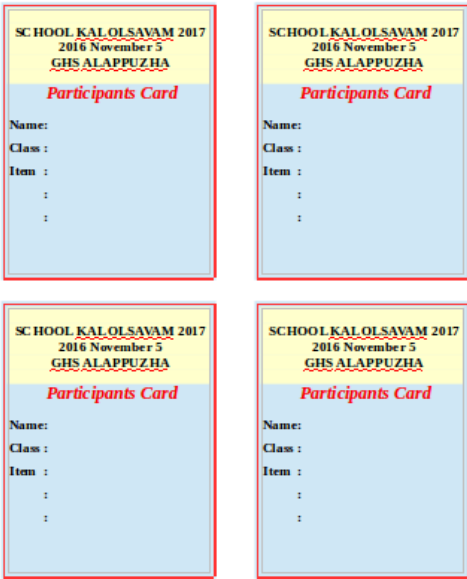 SCHOOL KALOLSAVAM 2017
2016 November 5
GHS ALAPPUZHA
Participants Card
Name:
Class :
Item :
:
:
SCHOOL KALOLSAVAM 2017
2016 November 5
GHS ALAPPUZHA
Participants Card
Name:
Class :
Item :
:
:
SCHOOL KALOLSAVAM 2017
2016 November 5
GHS ALAPPUZHA
Participants Card
Name:
Class :
Item :
:
:
SCHOOL KALOLSAVAM 2017
2016 November 5
GHS ALAPPUZHA
Participants Card
Name:
Class :
Item :
:
: